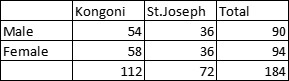 Kongoni St.Joseph Total
Male 54 36 90
Female 58 36 94
112 72 184